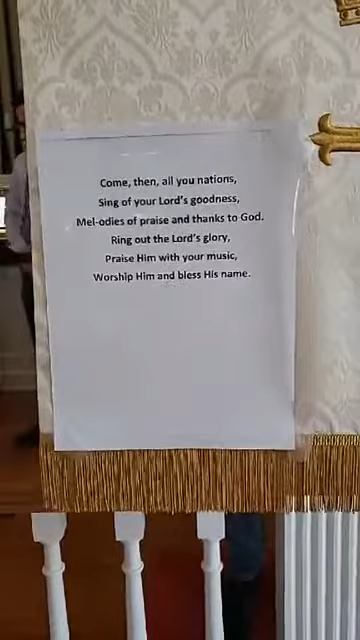 Come, then, all you nations,
Sing of your Lord's goodness,
Mel-odies of praise and thanks to God.
Ring out the Lord's glory,
Praise Him with your music,
Worship Him and bless His name.